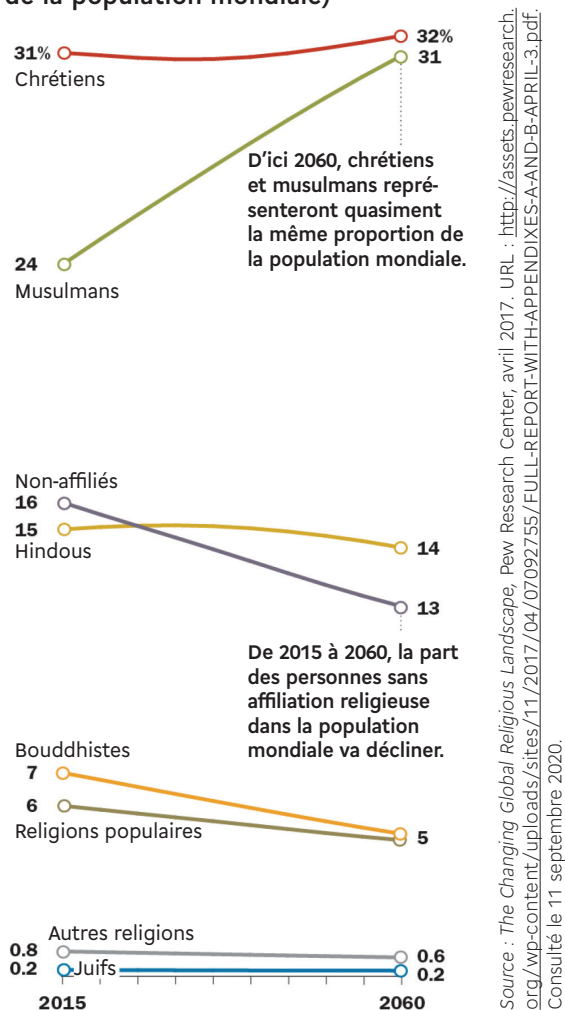 de la population mondiale)
31%
Chrétiens
32%
31
D'ici 2060, chrétiens
et musulmans repré-
senteront quasiment
la même proportion de
la population mondiale.
24
Musulmans
Non-affiliés
16
15
Hindous
14
13
De 2015 à 2060, la part
des personnes sans
affiliation religieuse
dans la population
mondiale va décliner.
Bouddhistes
7
6
Religions populaires
5
Autres religions
0.8
0.2
Juifs
0.6
0.2
2015
2060
Source : The Changing Global Religious Landscape, Pew Research Center, avril 2017. URL : http://assets.pewresearch.
org/wp-content/uploads/sites/11/2017/04/07092755/FULL-REPORT-WITH-APPENDIXES-A-AND-B-APRIL-3.pdf.
Consulté le 11 septembre 2020.